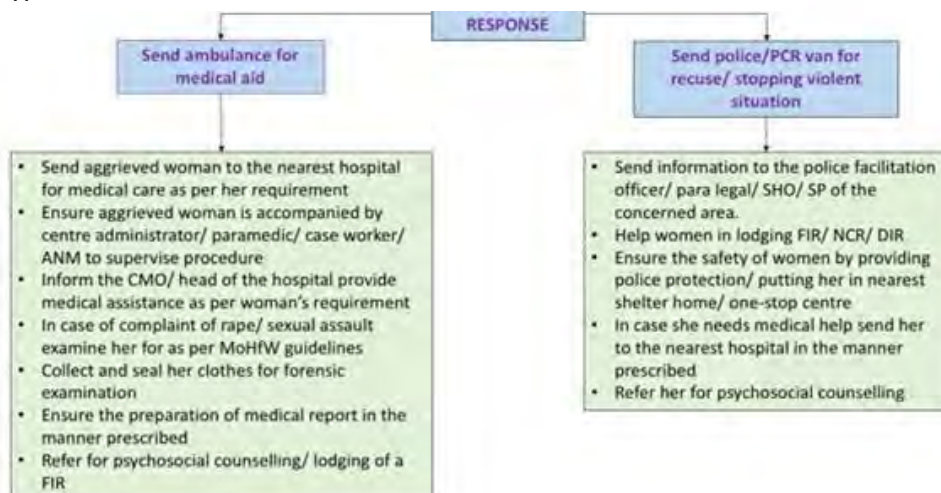 RESPONSE
Send ambulance for
medical aid
Send police/PCR van for
recuse/ stopping violent
situation
• Send aggrieved woman to the nearest hospital
for medical care as per her requirement
• Ensure aggrieved woman is accompanied by
centre administrator/ paramedic/ case worker/
ANM to supervise procedure
• Inform the CMO/ head of the hospital provide
medical assistance as per woman's requirement
• In case of complaint of rape/ sexual assault
examine her for as per MoHfW guidelines
• Collect and seal her clothes for forensic
examination
• Ensure the preparation of medical report in the
manner prescribed
• Refer for psychosocial counselling/ lodging of a
FIR
• Send information to the police facilitation
officer/ para legal/ SHO/ SP of the
concerned area.
• Help women in lodging FIR/ NCR/ DIR
• Ensure the safety of women by providing
police protection/ putting her in nearest
shelter home/ one-stop centre
• In case she needs medical help send her
to the nearest hospital in the manner
prescribed
• Refer her for psychosocial counselling